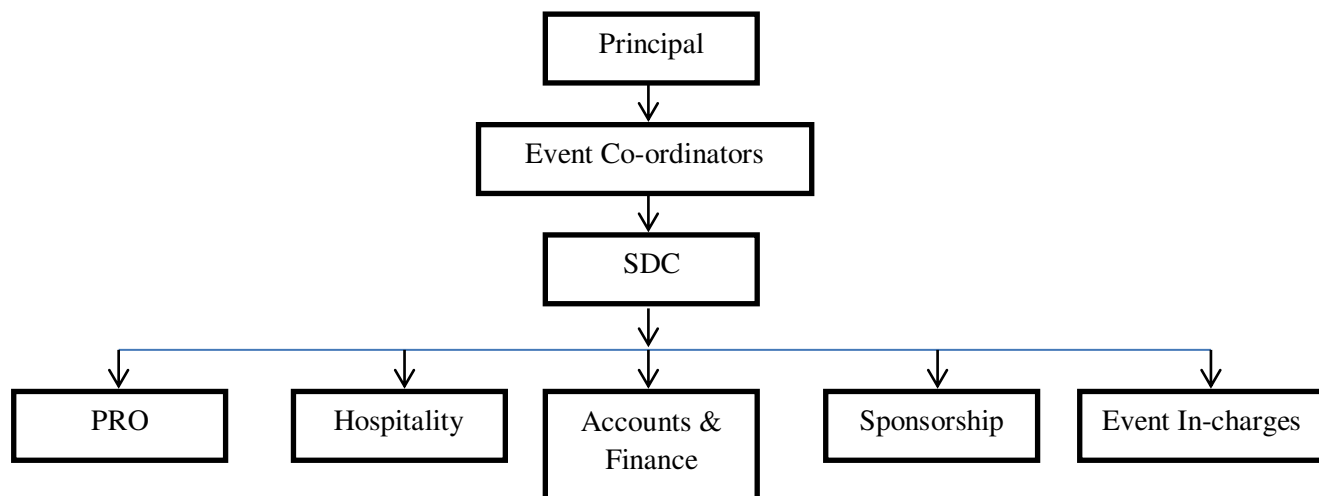 Principal
Event Co-ordinators
SDC
PRO
Hospitality
Accounts &
Finance
Sponsorship
Event In-charges